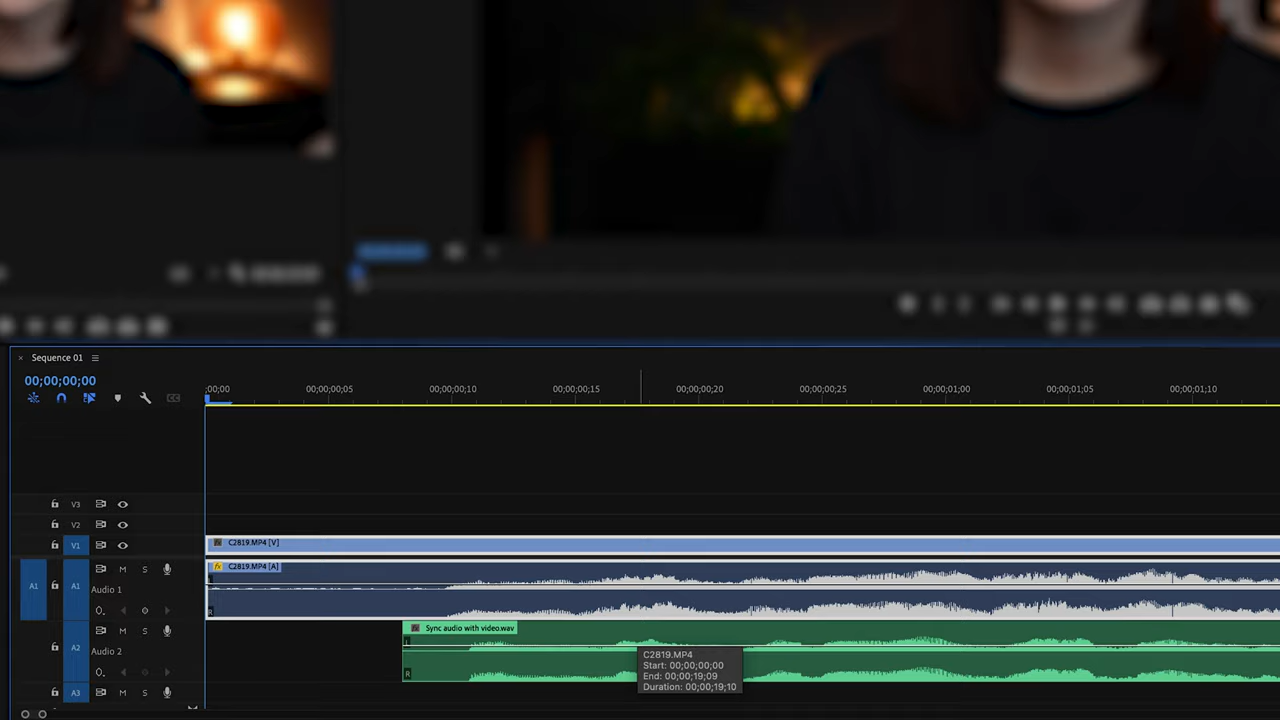 × Sequence 01
00;00;00;00
;00;00 00;00;00;05 00;00;00;10 00;00;00;15 00;00;00;20 00;00;00;25 00;00;01;00 00;00;01;05 00;00;01;10
CC
V3
V2
V1 C2819.MP4 [V]
fx C2819.MP4 [A]
A1 A1 M S
Audio 1
R
Sync audio with video.wav
A2 M S
L
Audio 2
R
A3 M S
C2819.MP4
Start: 00;00;00;00
End: 00;00;19;09
Duration: 00;00;19;10